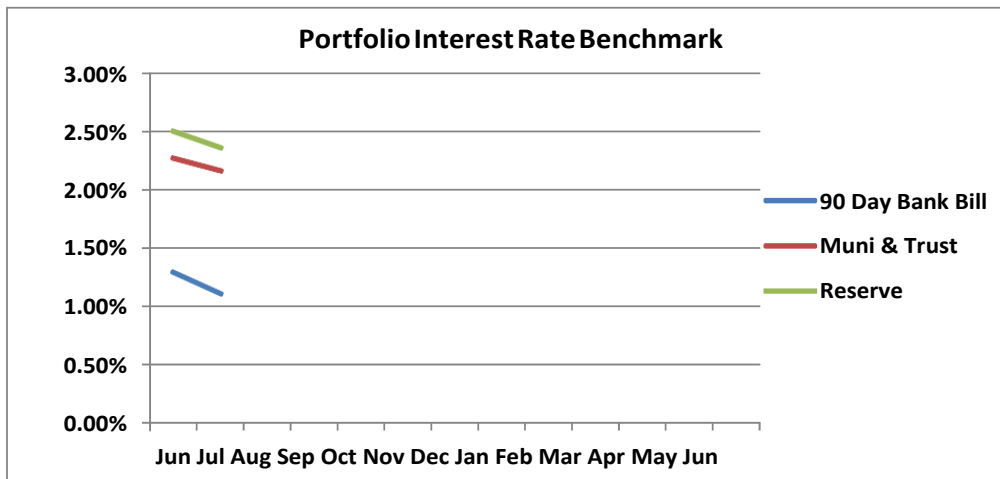 Portfolio Interest Rate Benchmark
3.00%
2.50%
2.00%
1.50%
1.00%
0.50%
0.00%
Jun Jul Aug Sep Oct Nov Dec Jan Feb Mar Apr May Jun
90 Day Bank Bill
Muni & Trust
Reserve